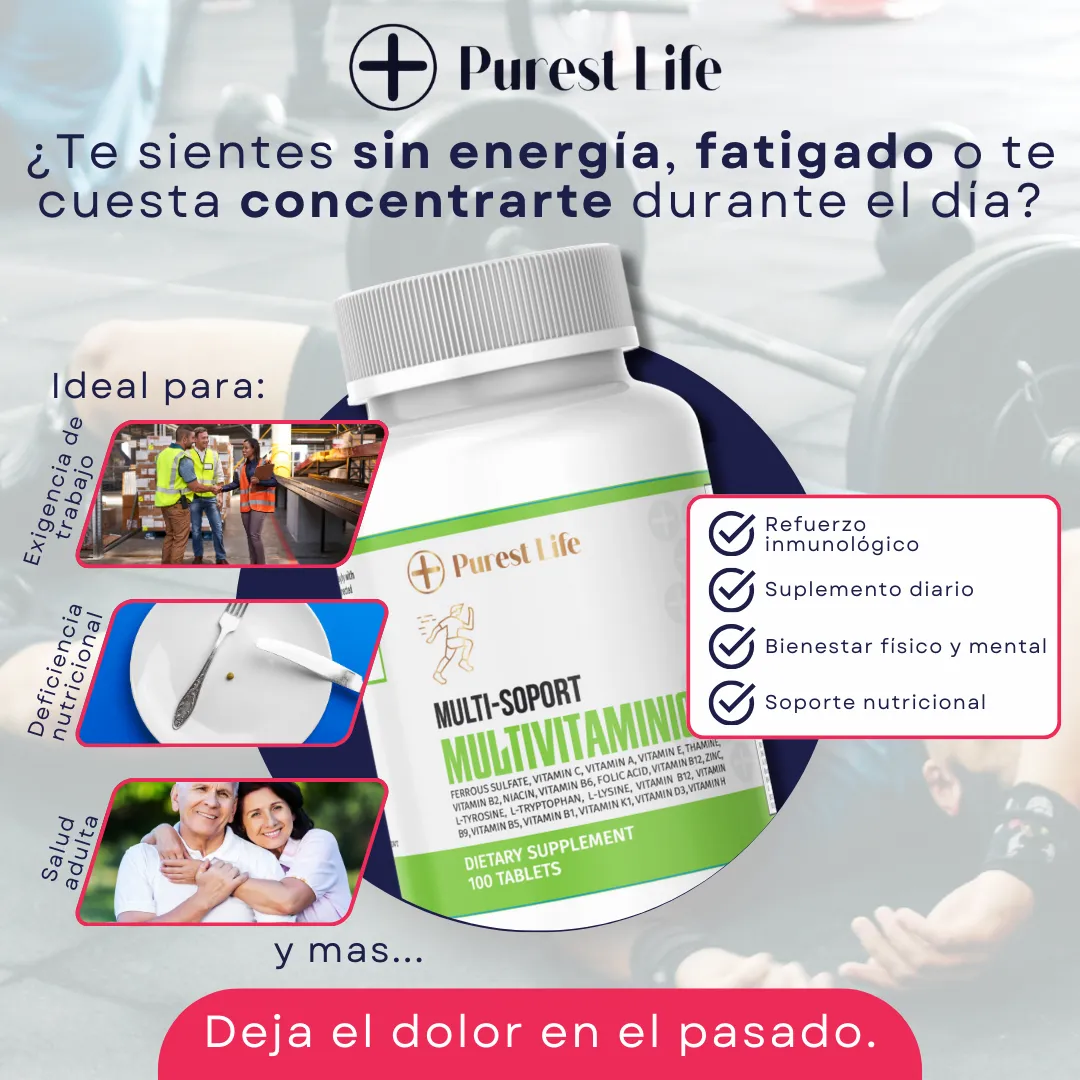 Purest Life
¿Te sientes sin energía, fatigado o te
cuesta concentrarte durante el día?
Ideal para:
Exigencia de
trabajo
Deficiencia
nutricional
Salud
adulta
y mas...
Purest Life
MULTI-SOPORT
MULTIVITAMINIC
FERROUS SULFATE, VITAMIN C, VITAMIN A, VITAMIN E, THAMINE,
VITAMIN B2, NIACIN, VITAMIN B6, FOLIC ACID, VITAMIN B12, ZINC,
L-TYROSINE, L-TRYPTOPHAN, L-LYSINE, VITAMIN B12, VITAMIN
B9, VITAMIN B5, VITAMIN B1, VITAMIN K1, VITAMIN D3, VITAMIN H
DIETARY SUPPLEMENT
100 TABLETS
Refuerzo
inmunológico
Suplemento diario
Bienestar físico y mental
Soporte nutricional
Deja el dolor en el pasado.